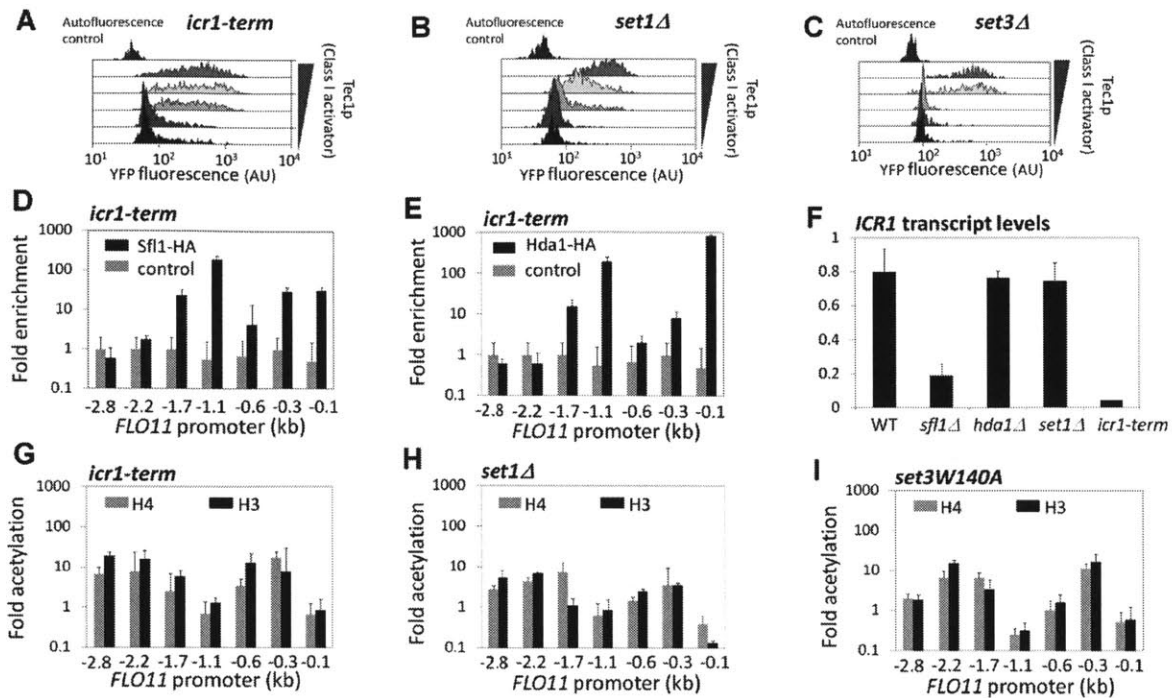 A
icr1-term
Autofluorescence
control
Tec1p
(Class I activator)
10¹ 10² 10³ 10⁴
YFP fluorescence (AU)
B
set1Δ
Autofluorescence
control
Tec1p
(Class I activator)
10¹ 10² 10³ 10⁴
YFP fluorescence (AU)
C
set3Δ
Autofluorescence
control
Tec1p
(Class I activator)
10¹ 10² 10³ 10⁴
YFP fluorescence (AU)
D
icr1-term
Fold enrichment
1000
100
10
1
0.1
Sfl1-HA
control
-2.8 -2.2 -1.7 -1.1 -0.6 -0.3 -0.1
FLO11 promoter (kb)
E
icr1-term
Fold enrichment
1000
100
10
1
0.1
Hda1-HA
control
-2.8 -2.2 -1.7 -1.1 -0.6 -0.3 -0.1
FLO11 promoter (kb)
F
ICR1 transcript levels
1
0.8
0.6
0.4
0.2
0
WT sfl1Δ hda1Δ set1Δ icr1-term
G
icr1-term
Fold acetylation
1000
100
10
1
0.1
H4 H3
-2.8 -2.2 -1.7 -1.1 -0.6 -0.3 -0.1
FLO11 promoter (kb)
H
set1Δ
Fold acetylation
1000
100
10
1
0.1
H4 H3
-2.8 -2.2 -1.7 -1.1 -0.6 -0.3 -0.1
FLO11 promoter (kb)
I
set3W140A
Fold acetylation
1000
100
10
1
0.1
H4 H3
-2.8 -2.2 -1.7 -1.1 -0.6 -0.3 -0.1
FLO11 promoter (kb)